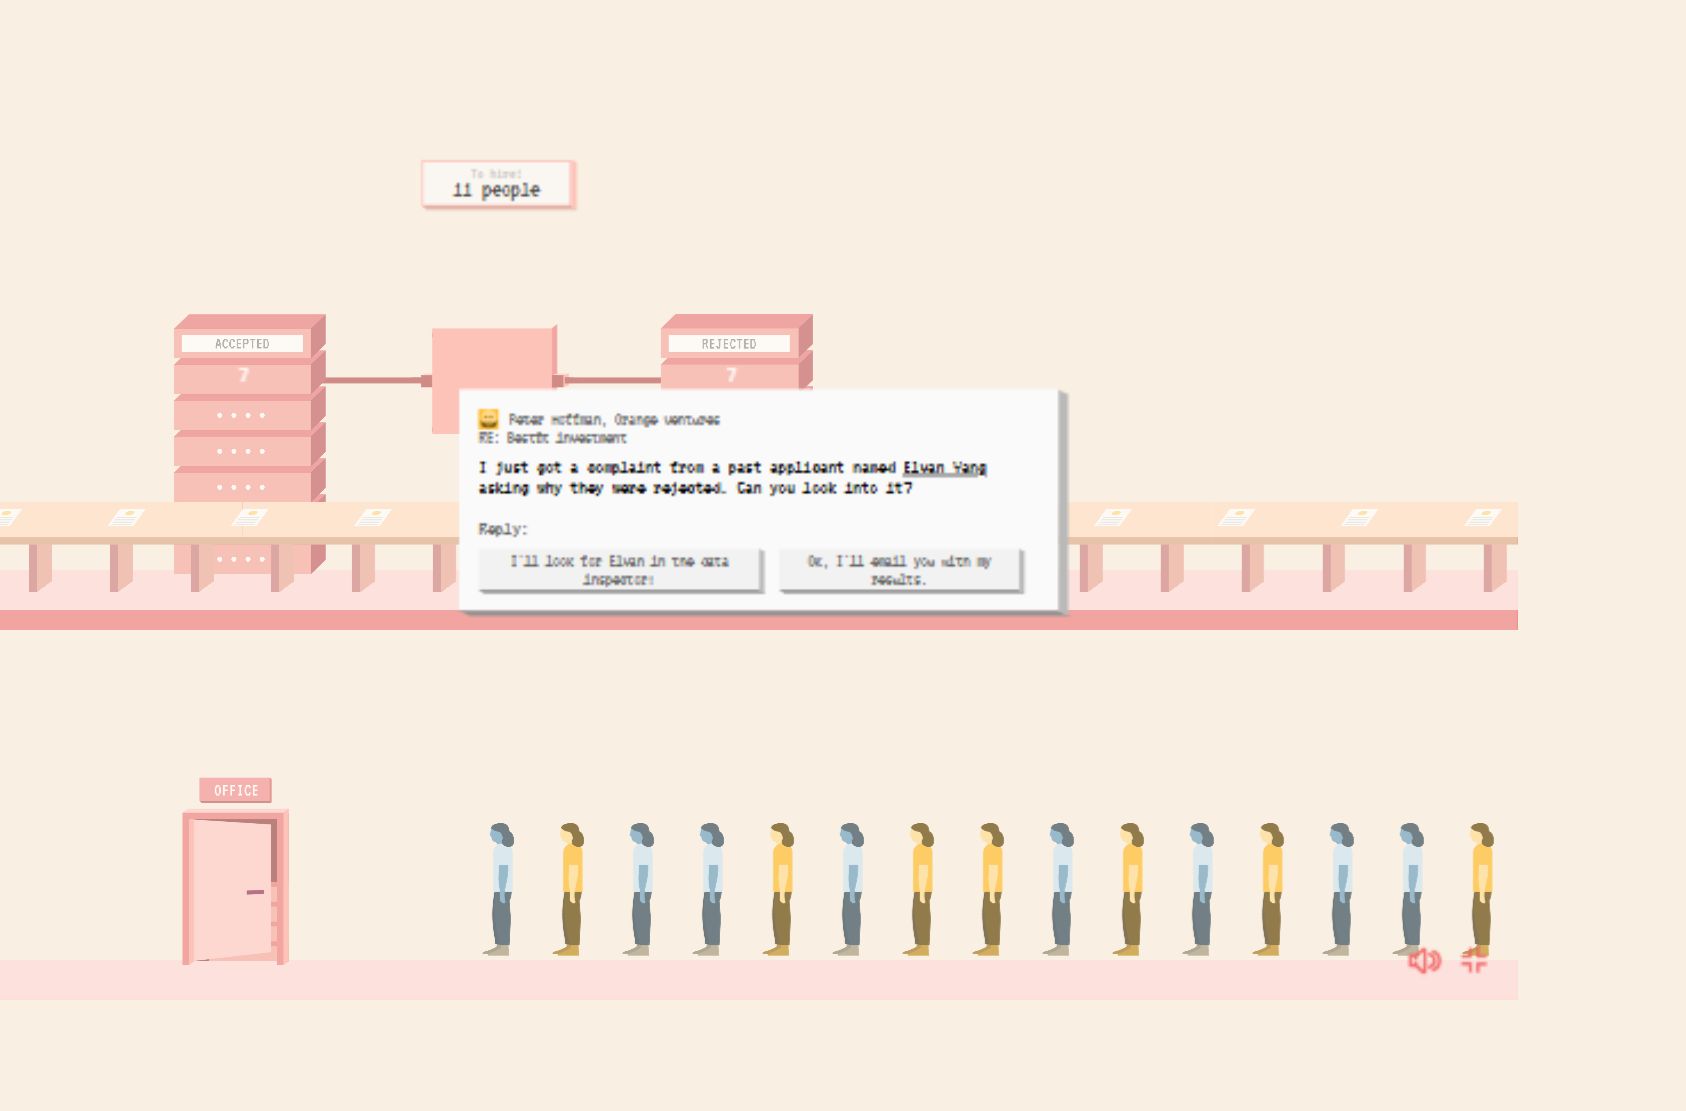 To hire:
11 people
ACCEPTED
REJECTED
7
7
Peter Hoffman, Orange ventures
RE: Bestfit investment
I just got a complaint from a past applicant named Elvan Yang
asking why they were rejected. Can you look into it?
Reply:
I'll look for Elvan in the data
inspector!
Ok, I'll email you with my
results.
OFFICE